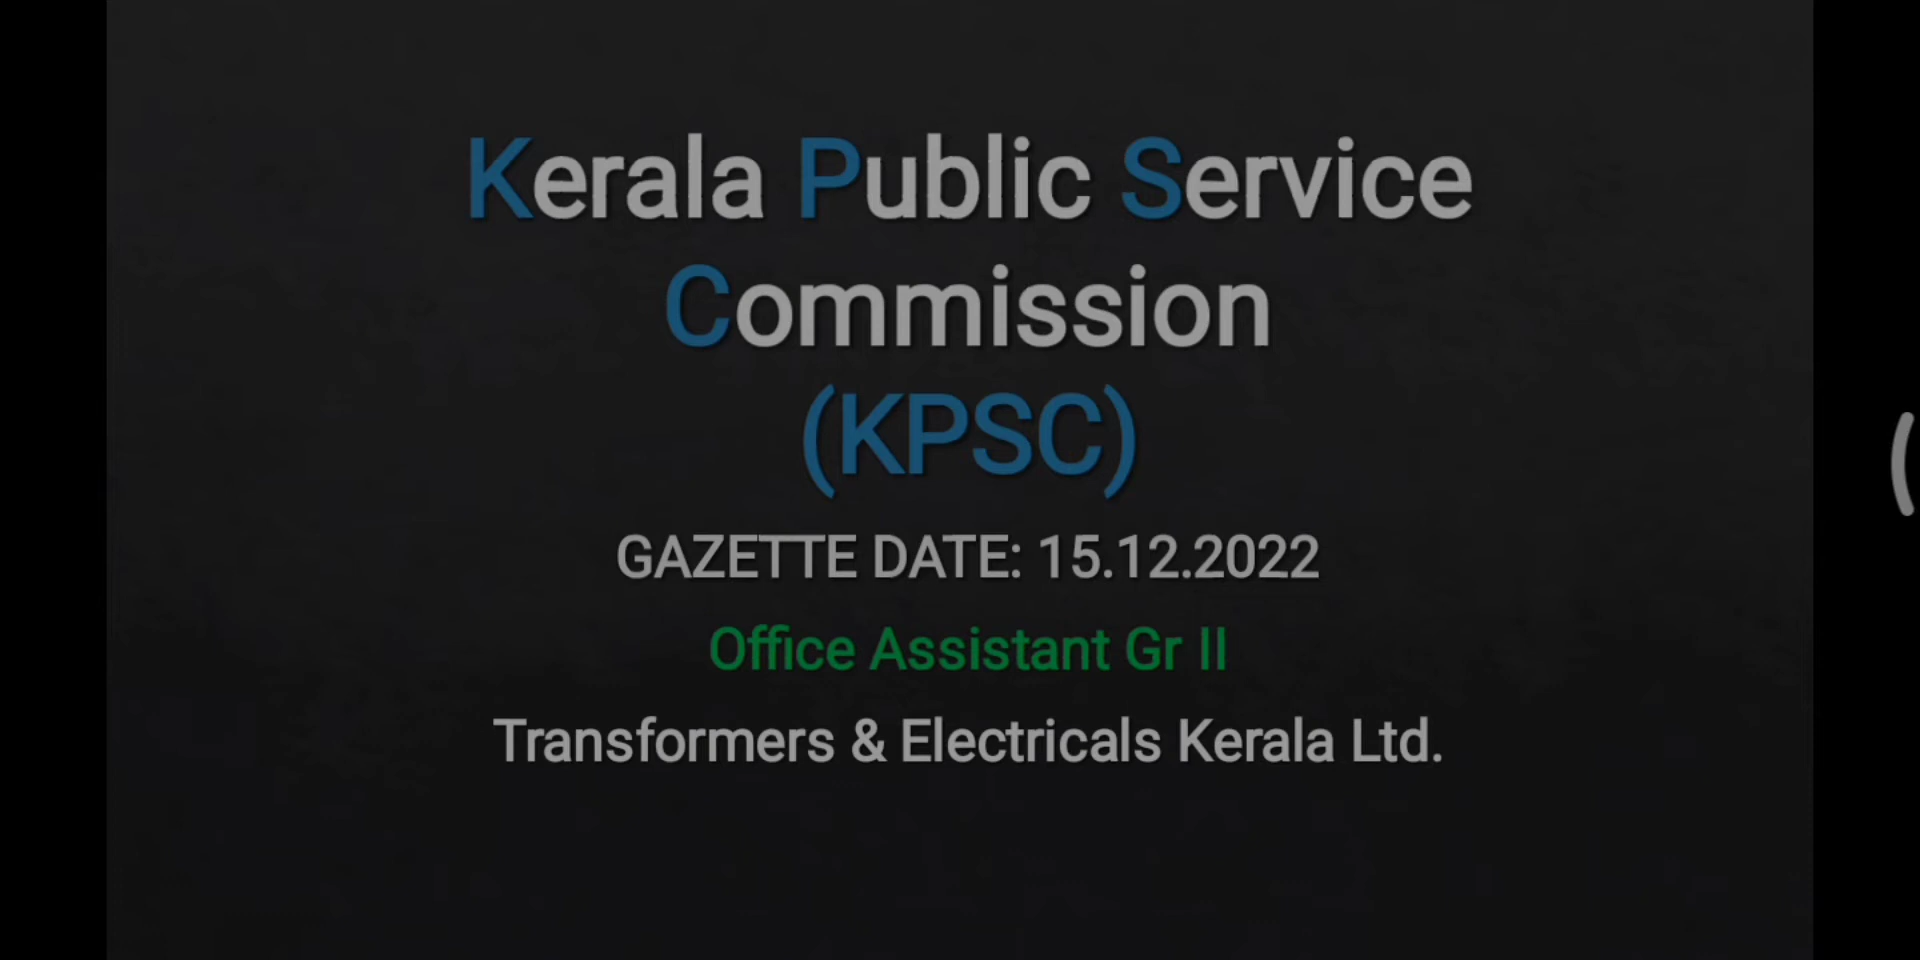 Kerala Public Service
Commission
(KPSC)
GAZETTE DATE: 15.12.2022
Office Assistant Gr II
Transformers & Electricals Kerala Ltd.